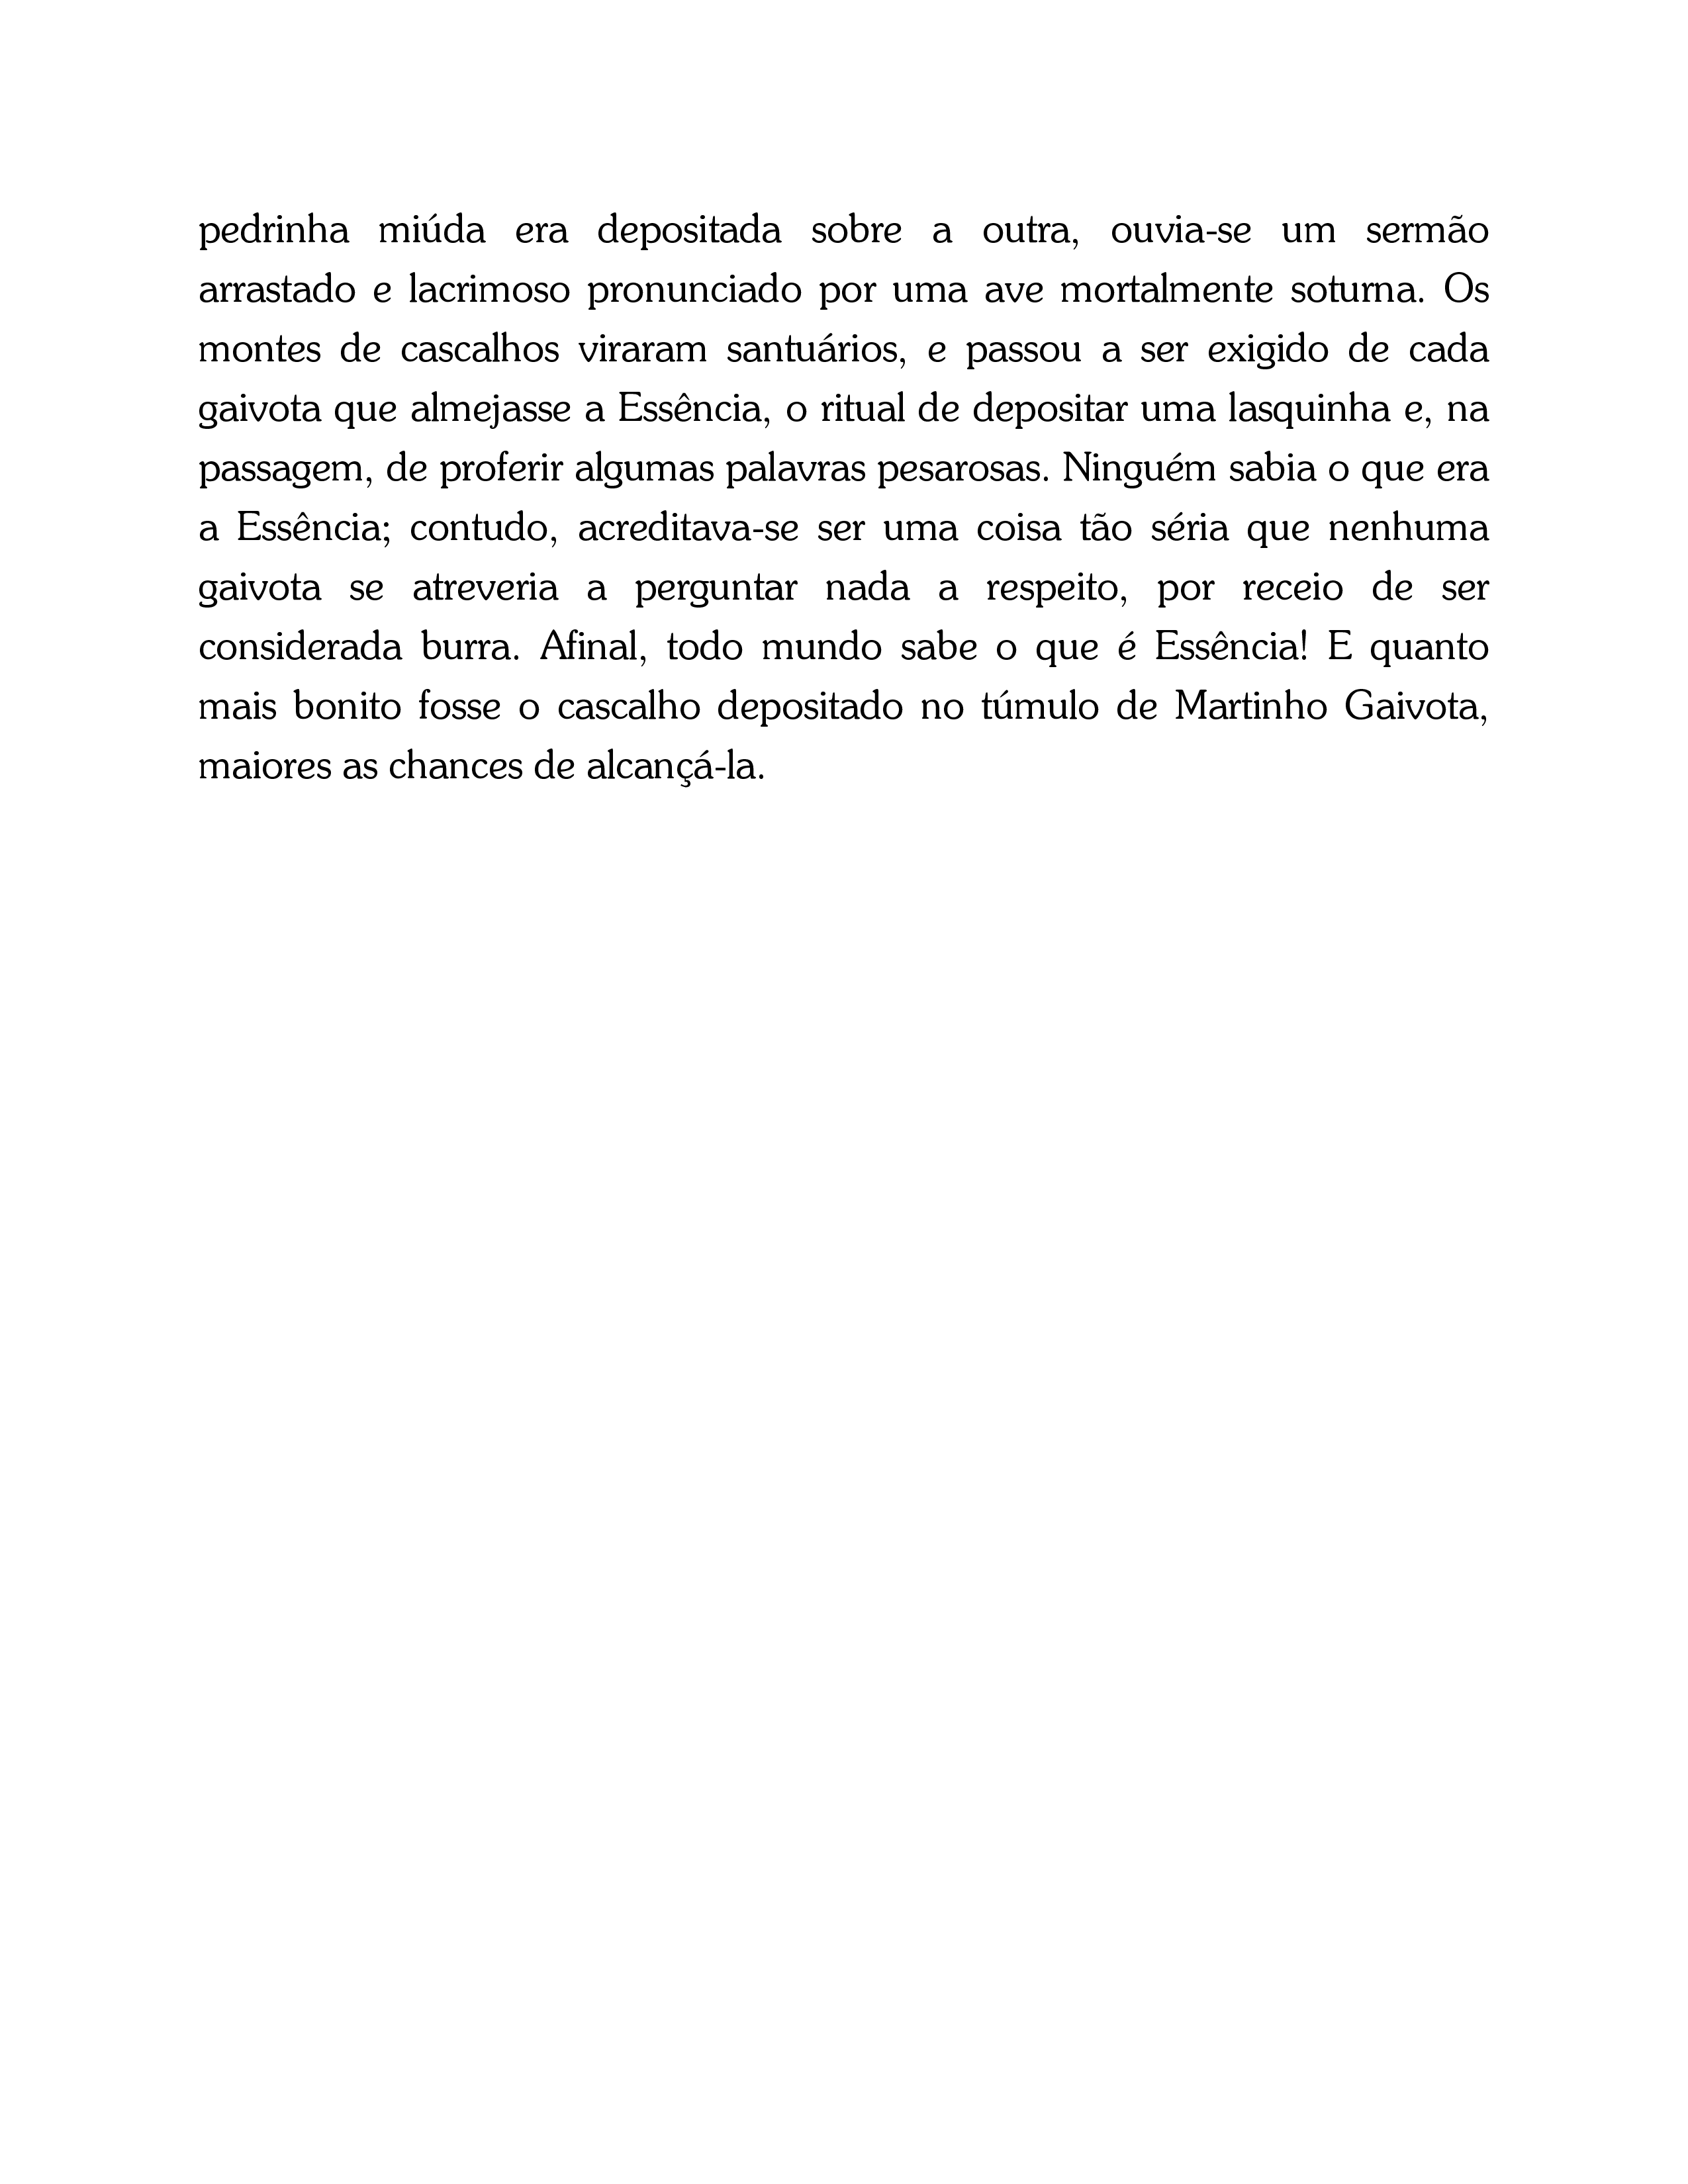 pedrinha miúda era depositada sobre a outra, ouvia-se um sermão
arrastado e lacrimoso pronunciado por uma ave mortalmente soturna. Os
montes de cascalhos viraram santuários, e passou a ser exigido de cada
gaivota que almejasse a Essência, o ritual de depositar uma lasquinha e, na
passagem, de proferir algumas palavras pesarosas. Ninguém sabia o que era
a Essência; contudo, acreditava-se ser uma coisa tão séria que nenhuma
gaivota se atreveria a perguntar nada a respeito, por receio de ser
considerada burra. Afinal, todo mundo sabe o que é Essência! E quanto
mais bonito fosse o cascalho depositado no túmulo de Martinho Gaivota,
maiores as chances de alcançá-la.